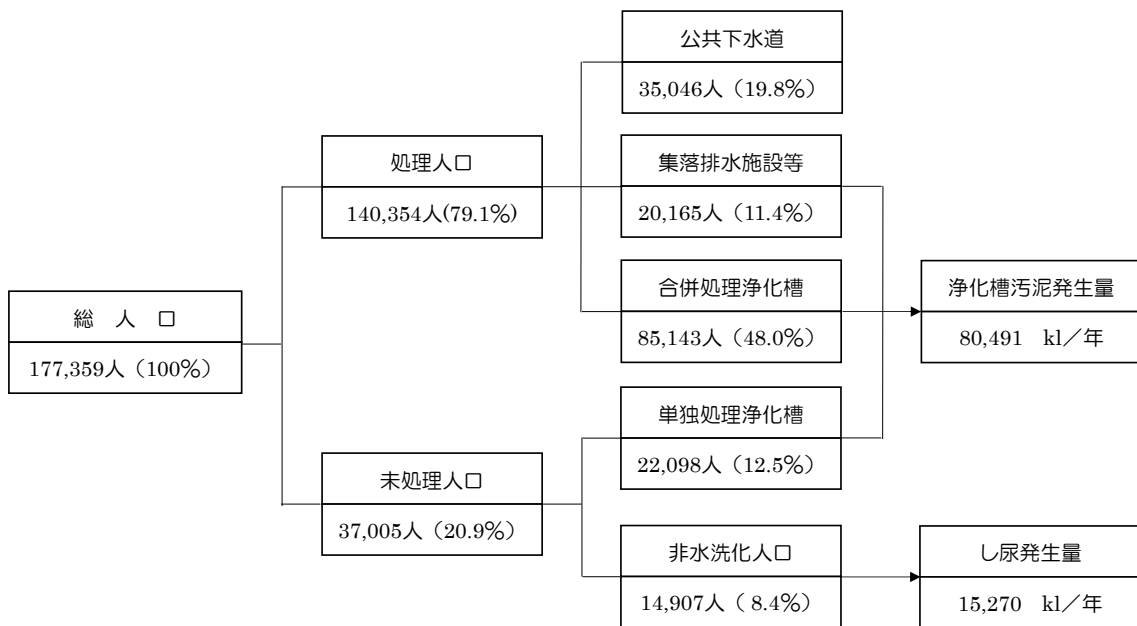 公共下水道
35,046人（19.8％）
処理人口
140,354人(79.1％)
集落排水施設等
20,165人（11.4％）
合併処理浄化槽
85,143人（48.0％）
浄化槽汚泥発生量
80,491　kl／年
総　人　口
177,359人（100％）
単独処理浄化槽
22,098人（12.5％）
未処理人口
37,005人（20.9％）
非水洗化人口
14,907人（ 8.4％）
し尿発生量
15,270　kl／年